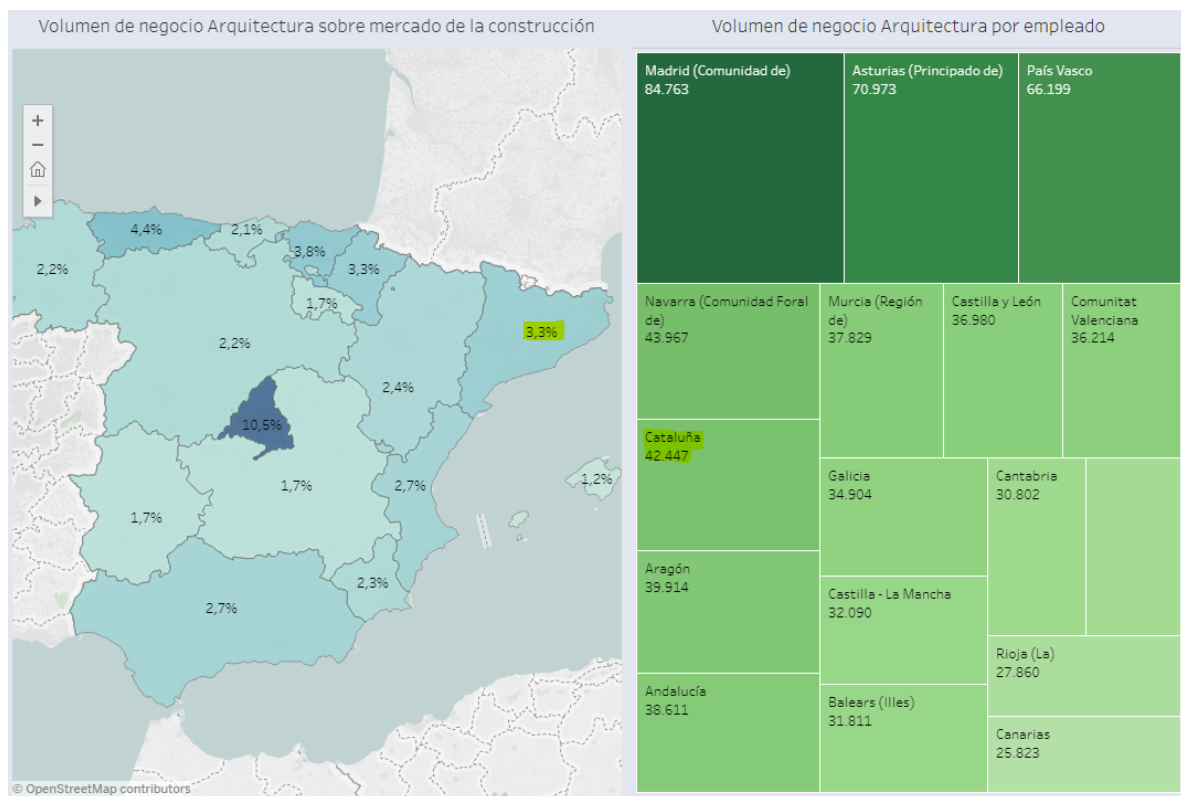 Volumen de negocio Arquitectura sobre mercado de la construcción
4,4%
2,1%
3,8%
3,3%
2,2%
1,7%
3,3%
2,2%
2,4%
10,5%
1,7%
2,7%
1,2%
1,7%
2,3%
2,7%
© OpenStreetMap contributors
Volumen de negocio Arquitectura por empleado
Madrid (Comunidad de)
84.763
Asturias (Principado de)
70.973
País Vasco
66.199
Navarra (Comunidad Foral
de)
43.967
Murcia (Región
de)
37.829
Castilla y León
36.980
Comunitat
Valenciana
36.214
Cataluña
42.447
Galicia
34.904
Cantabria
30.802
Aragón
39.914
Castilla - La Mancha
32.090
Rioja (La)
27.860
Andalucía
38.611
Balears (Illes)
31.811
Canarias
25.823